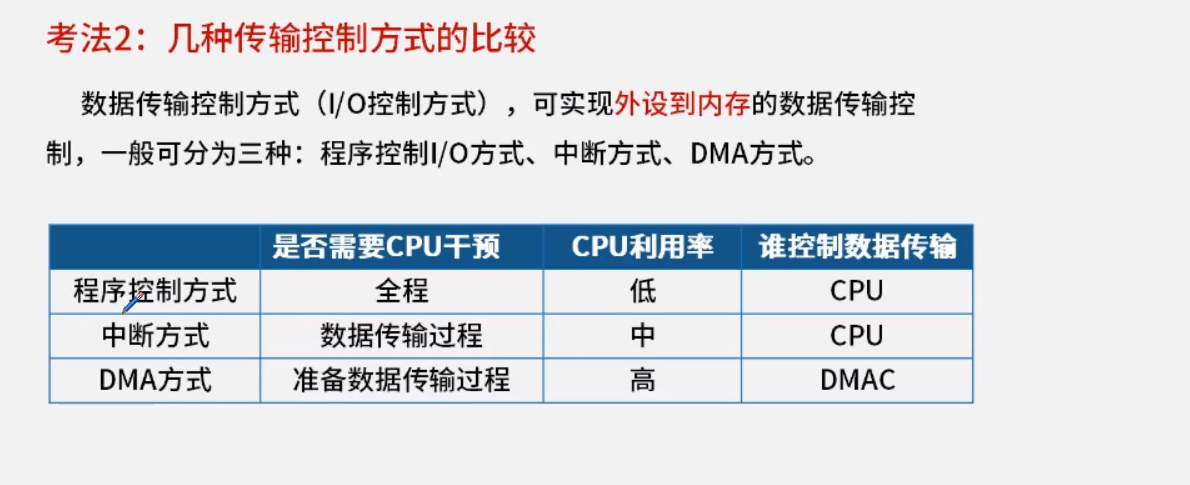 考法2：几种传输控制方式的比较
数据传输控制方式（I/O控制方式），可实现外设到内存的数据传输控
制，一般可分为三种：程序控制I/O方式、中断方式、DMA方式。
是否需要CPU干预 CPU利用率 谁控制数据传输
程序控制方式 全程 低 CPU
中断方式 数据传输过程 中 CPU
DMA方式 准备数据传输过程 高 DMAC